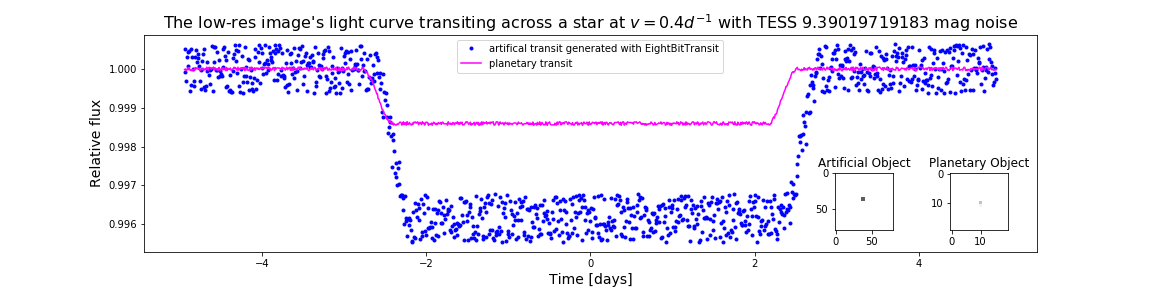 The low-res image's light curve transiting across a star at v = 0.4d⁻¹ with TESS 9.39019719183 mag noise
artifical transit generated with EightBitTransit
planetary transit
Relative flux
1.000
0.999
0.998
0.997
0.996
−4
−2
0
2
4
Time [days]
Artificial Object
0
50
0
50
Planetary Object
0
10
0
10